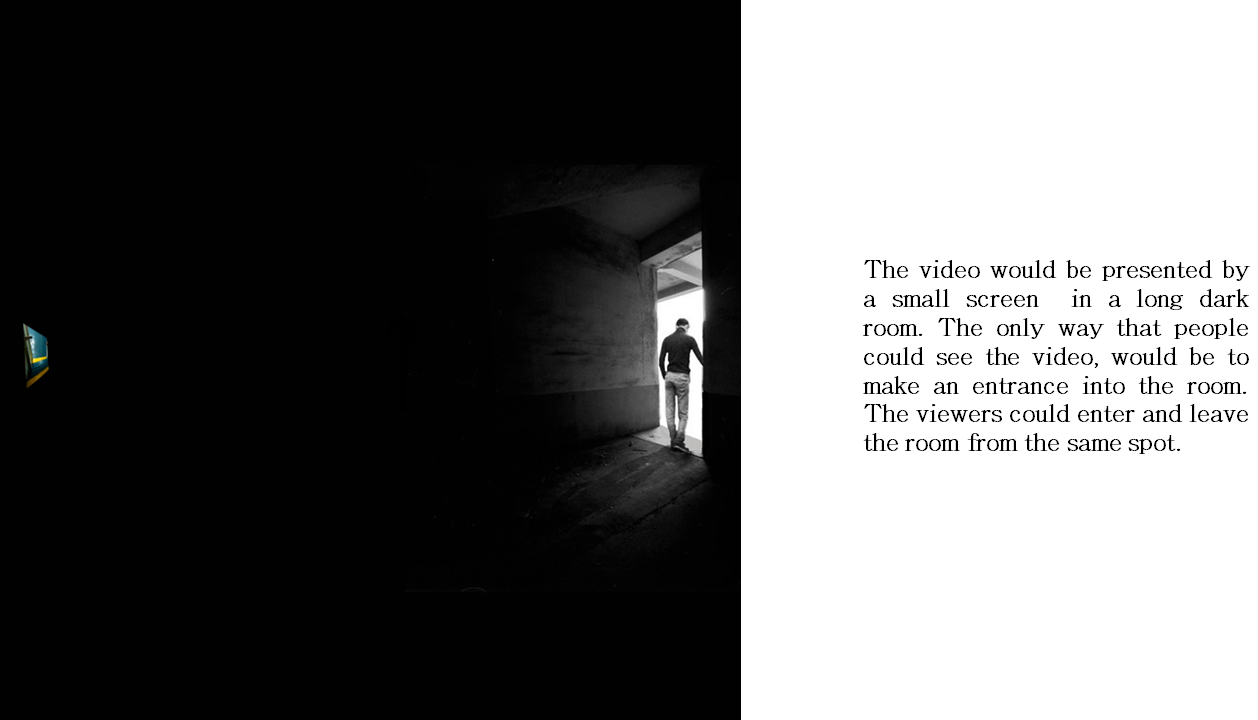 The video would be presented by
a small screen in a long dark
room. The only way that people
could see the video, would be to
make an entrance into the room.
The viewers could enter and leave
the room from the same spot.